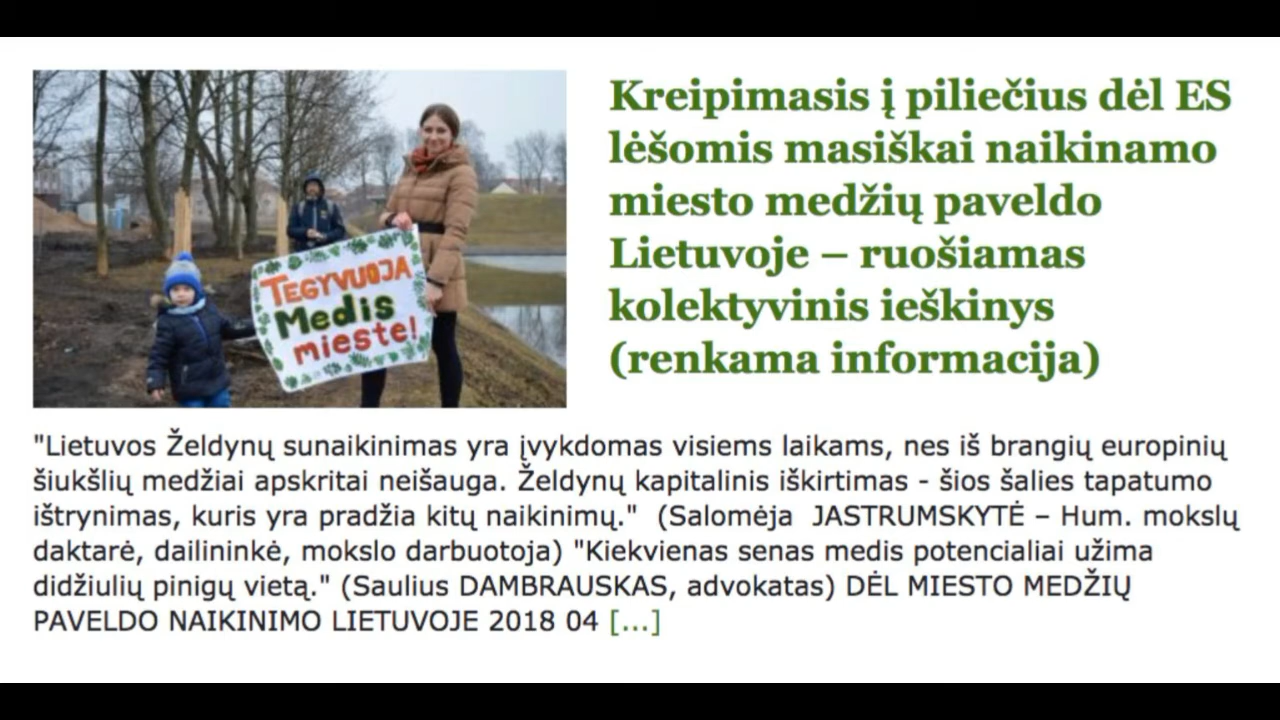 TEGYVUOJA
Medis
mieste!
Kreipimasis į piliečius dėl ES
lėšomis masiškai naikinamo
miesto medžių paveldo
Lietuvoje – ruošiamas
kolektyvinis ieškinys
(renkama informacija)
"Lietuvos Želdynų sunaikinimas yra įvykdomas visiems laikams, nes iš brangių europinių
šiukšlių medžiai apskritai neišauga. Želdynų kapitalinis iškirtimas - šios šalies tapatumo
ištrynimas, kuris yra pradžia kitų naikinimų." (Salomėja JASTRUMSKYTĖ – Hum. mokslų
daktarė, dailininkė, mokslo darbuotoja) "Kiekvienas senas medis potencialiai užima
didžiulių pinigų vietą." (Saulius DAMBRAUSKAS, advokatas) DĖL MIESTO MEDŽIŲ
PAVELDO NAIKINIMO LIETUVOJE 2018 04 [...]